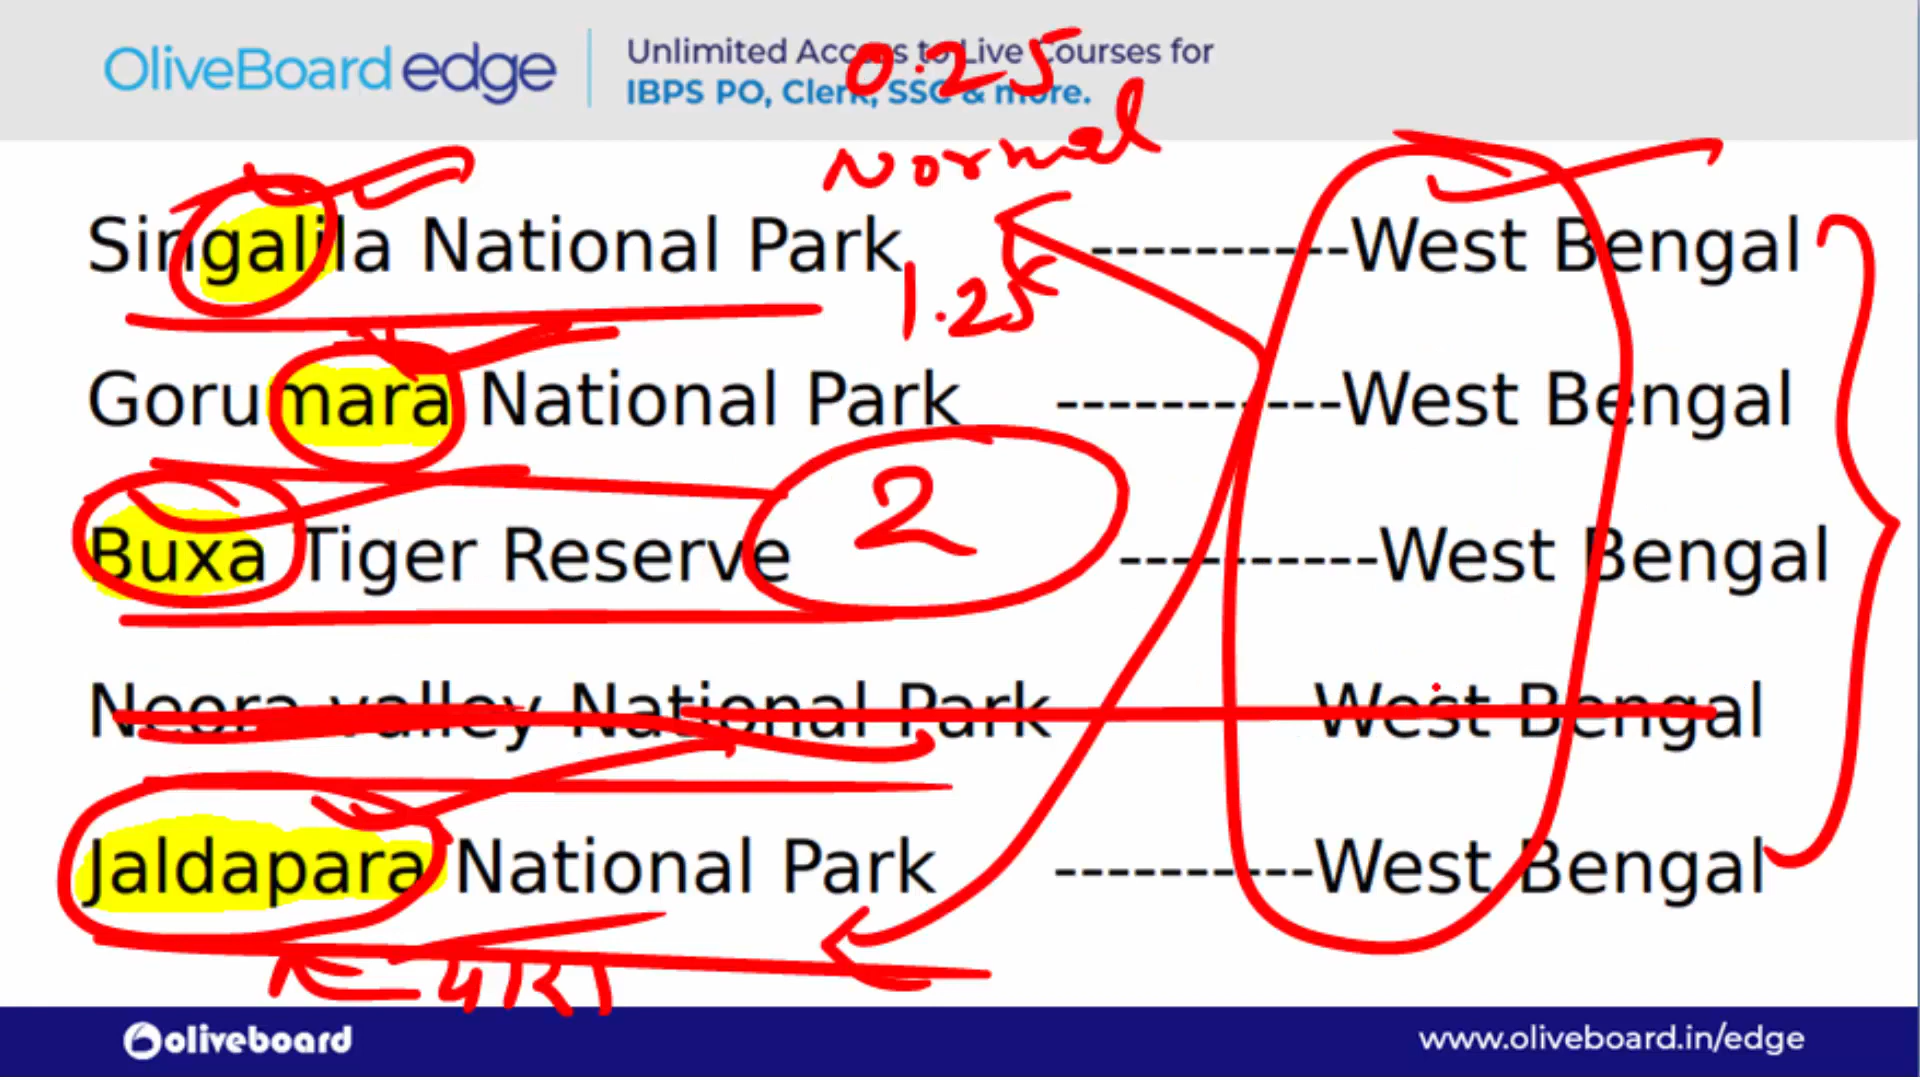 OliveBoard edge
Unlimited Access to Live Courses for
IBPS PO, Clerk, SSC & more.
0.25
Normal
Singalila National Park ----------West Bengal
1.25
Gorumara National Park -----------West Bengal
2
Buxa Tiger Reserve ----------West Bengal
Neora valley National Park West Bengal
Jaldapara National Park ----------West Bengal
oliveboard
www.oliveboard.in/edge